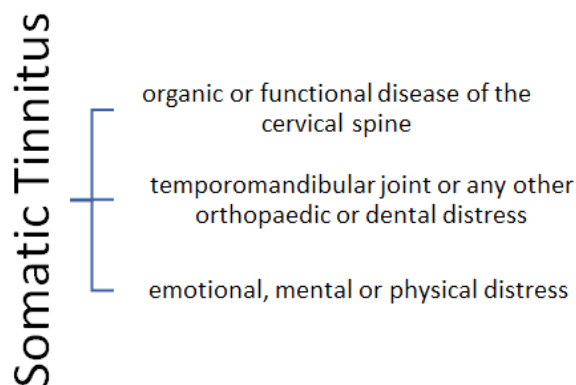 Somatic Tinnitus
organic or functional disease of the
cervical spine
temporomandibular joint or any other
orthopaedic or dental distress
emotional, mental or physical distress